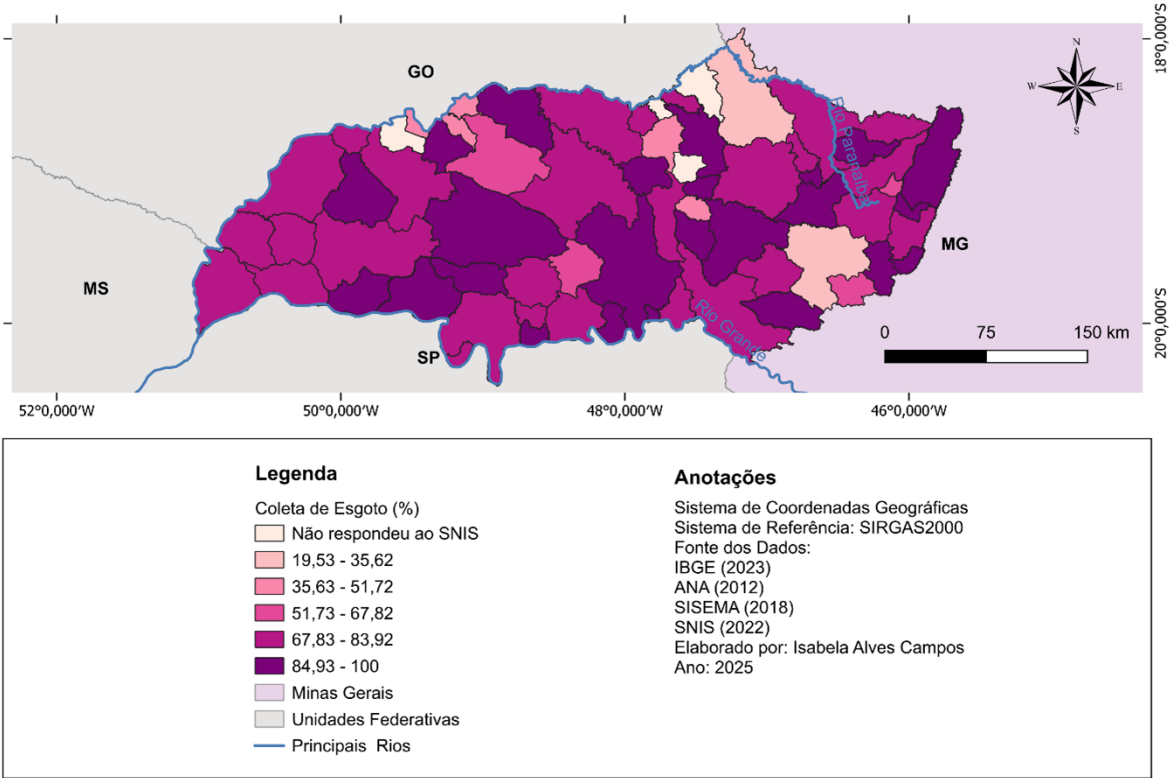 18°0,000'S
GO
N
W
E
S
Rio Paranaíba
MG
MS
Rio Grande
0 75 150 km
SP
20°0,000'S
52°0,000'W 50°0,000'W 48°0,000'W 46°0,000'W
Legenda
Coleta de Esgoto (%)
Não respondeu ao SNIS
19,53 - 35,62
35,63 - 51,72
51,73 - 67,82
67,83 - 83,92
84,93 - 100
Minas Gerais
Unidades Federativas
Principais Rios
Anotações
Sistema de Coordenadas Geográficas
Sistema de Referência: SIRGAS2000
Fonte dos Dados:
IBGE (2023)
ANA (2012)
SISEMA (2018)
SNIS (2022)
Elaborado por: Isabela Alves Campos
Ano: 2025